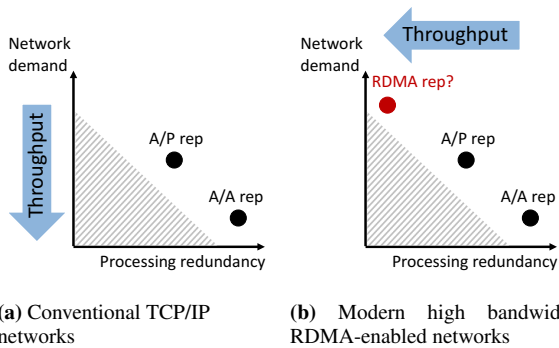 Network
demand
Throughput
A/P rep
A/A rep
Processing redundancy
(a) Conventional TCP/IP
networks
Throughput
Network
demand
RDMA rep?
A/P rep
A/A rep
Processing redundancy
(b) Modern high bandwid
RDMA-enabled networks